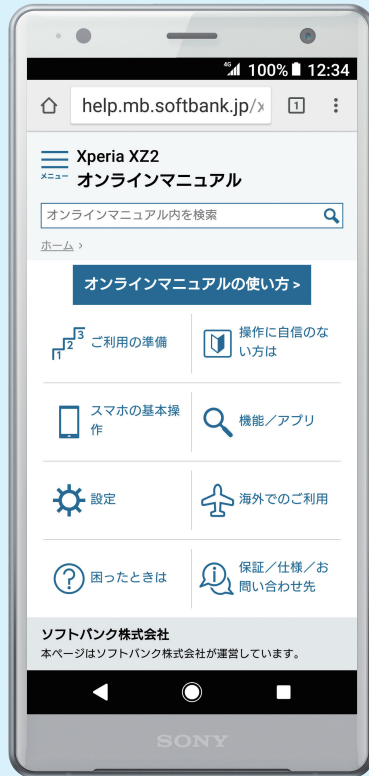 4G 100% 12:34
help.mb.softbank.jp/x 1
Xperia XZ2
メニュー オンラインマニュアル
オンラインマニュアル内を検索
ホーム >
オンラインマニュアルの使い方 >
1 2 3 ご利用の準備
操作に自信のな
い方は
スマホの基本操
作
機能／アプリ
設定
海外でのご利用
? 困ったときは
i 保証／仕様／お
問い合わせ先
ソフトバンク株式会社
本ページはソフトバンク株式会社が運営しています。
SONY